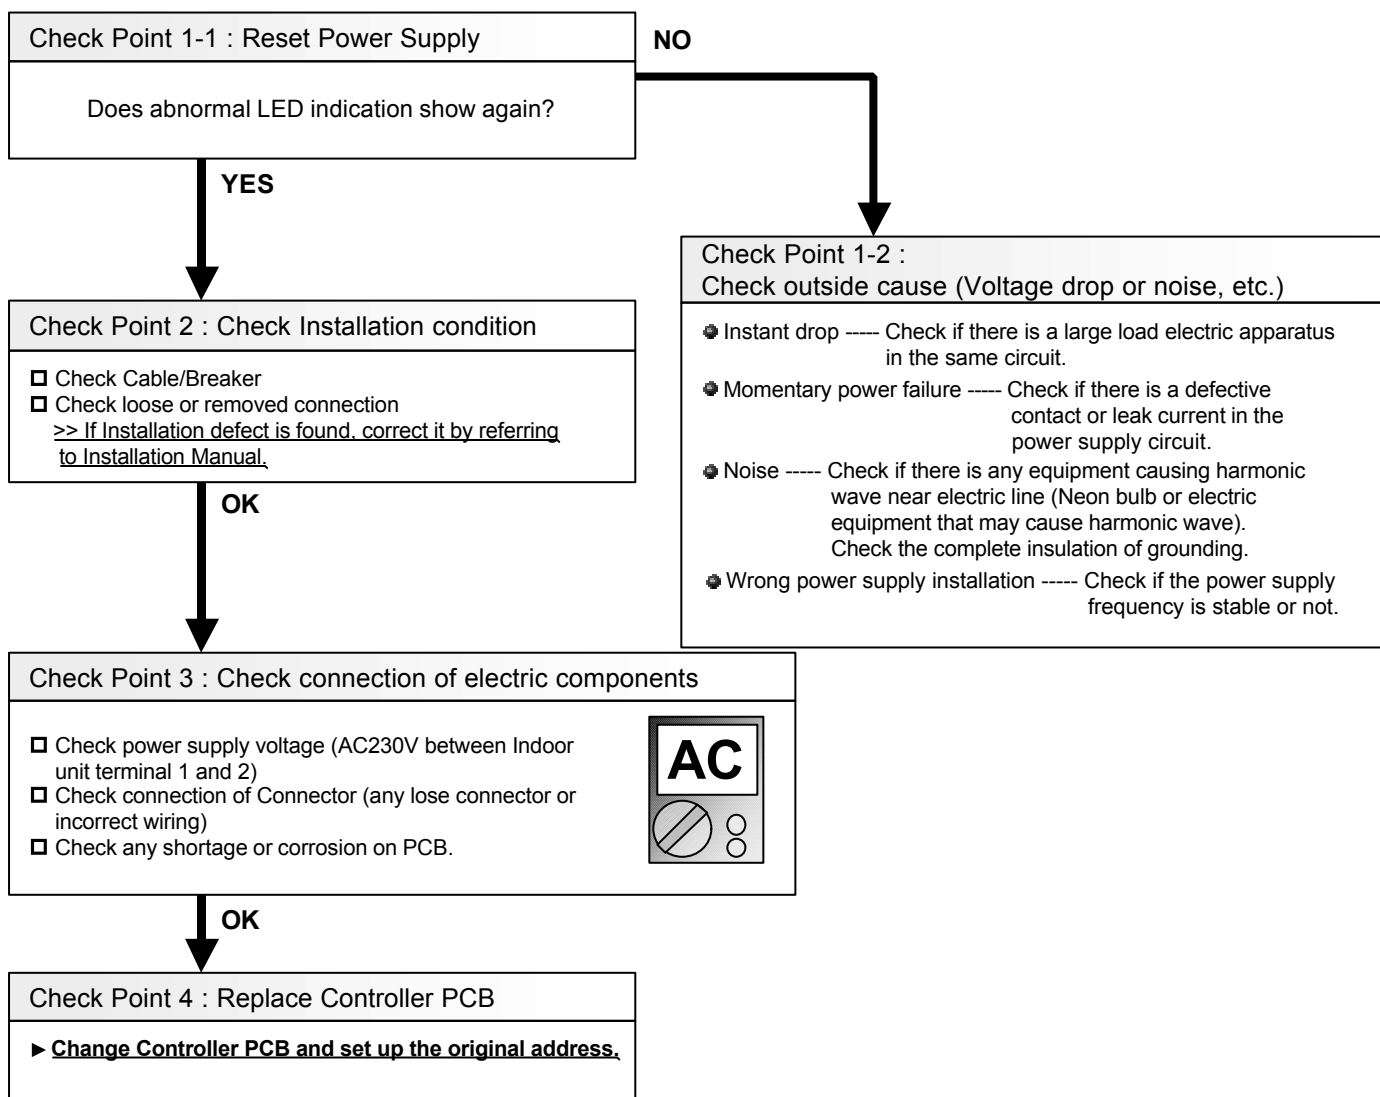 Check Point 1-1 : Reset Power Supply
Does abnormal LED indication show again?
NO
YES
Check Point 1-2 :
Check outside cause (Voltage drop or noise, etc.)
Instant drop ----- Check if there is a large load electric apparatus
in the same circuit.
Momentary power failure ----- Check if there is a defective
contact or leak current in the
power supply circuit.
Noise ----- Check if there is any equipment causing harmonic
wave near electric line (Neon bulb or electric
equipment that may cause harmonic wave).
Check the complete insulation of grounding.
Wrong power supply installation ----- Check if the power supply
frequency is stable or not.
Check Point 2 : Check Installation condition
Check Cable/Breaker
Check loose or removed connection
>> If Installation defect is found, correct it by referring
to Installation Manual.
OK
Check Point 3 : Check connection of electric components
Check power supply voltage (AC230V between Indoor
unit terminal 1 and 2)
Check connection of Connector (any lose connector or
incorrect wiring)
Check any shortage or corrosion on PCB.
AC
OK
Check Point 4 : Replace Controller PCB
Change Controller PCB and set up the original address.